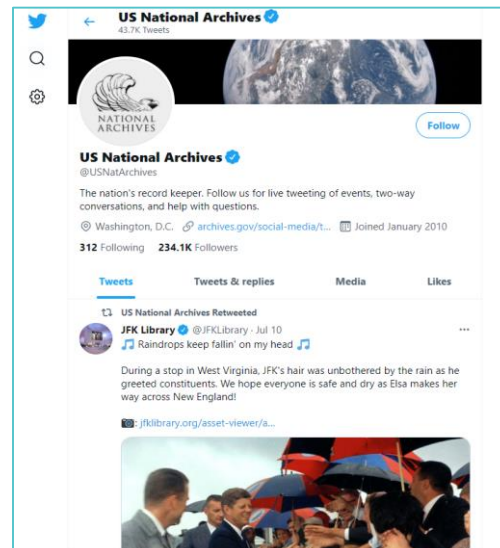 US National Archives
43.7K Tweets
NATIONAL
ARCHIVES
Follow
US National Archives
@USNatArchives
The nation's record keeper. Follow us for live tweeting of events, two-way
conversations, and help with questions.
Washington, D.C. archives.gov/social-media/t... Joined January 2010
312 Following 234.1K Followers
Tweets Tweets & replies Media Likes
US National Archives Retweeted
JFK Library @JFKLibrary · Jul 10 ...
🎵 Raindrops keep fallin' on my head 🎵
During a stop in West Virginia, JFK's hair was unbothered by the rain as he
greeted constituents. We hope everyone is safe and dry as Elsa makes her
way across New England!
📷: jfklibrary.org/asset-viewer/a...